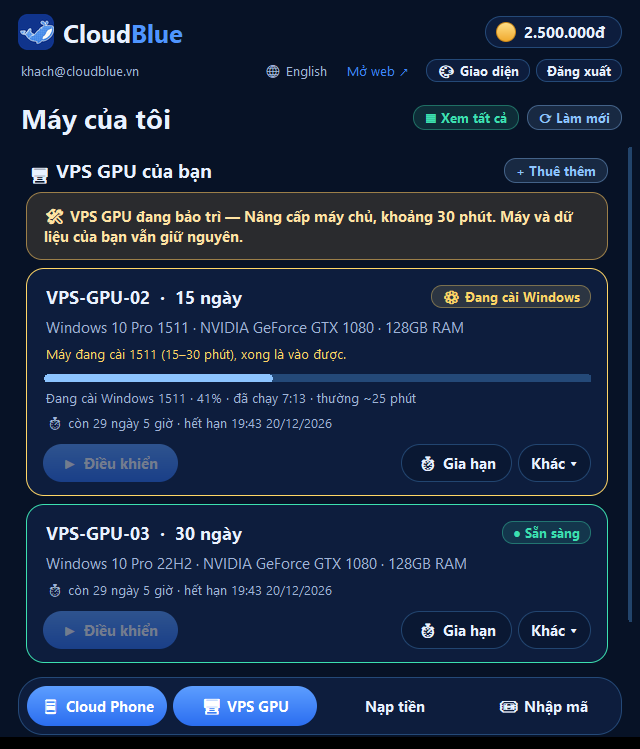 CloudBlue
2.500.000đ
khach@cloudblue.vn
English
Mở web ↗
Giao diện
Đăng xuất
Máy của tôi
Xem tất cả
Làm mới
VPS GPU của bạn
+ Thuê thêm
VPS GPU đang bảo trì — Nâng cấp máy chủ, khoảng 30 phút. Máy và dữ
liệu của bạn vẫn giữ nguyên.
VPS-GPU-02 · 15 ngày
Đang cài Windows
Windows 10 Pro 1511 · NVIDIA GeForce GTX 1080 · 128GB RAM
Máy đang cài 1511 (15–30 phút), xong là vào được.
Đang cài Windows 1511 · 41% · đã chạy 7:13 · thường ~25 phút
còn 29 ngày 5 giờ · hết hạn 19:43 20/12/2026
► Điều khiển
Gia hạn
Khác ▾
VPS-GPU-03 · 30 ngày
● Sẵn sàng
Windows 10 Pro 22H2 · NVIDIA GeForce GTX 1080 · 128GB RAM
còn 29 ngày 5 giờ · hết hạn 19:43 20/12/2026
► Điều khiển
Gia hạn
Khác ▾
Cloud Phone
VPS GPU
Nạp tiền
Nhập mã